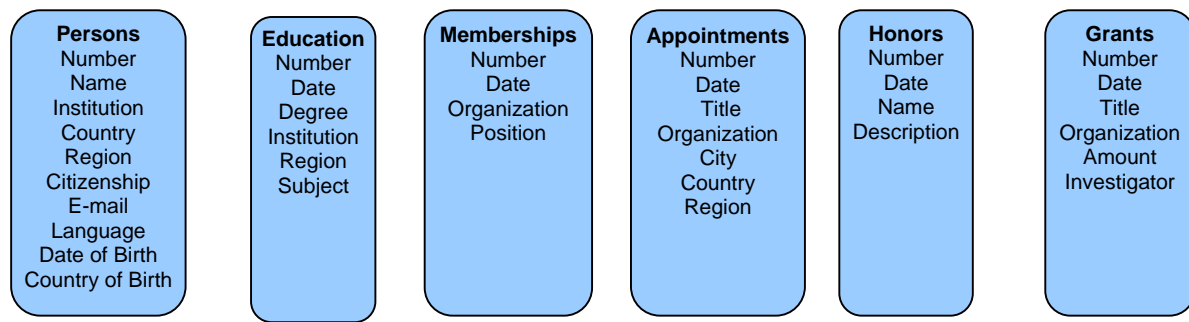 Persons
Number
Name
Institution
Country
Region
Citizenship
E-mail
Language
Date of Birth
Country of Birth
Education
Number
Date
Degree
Institution
Region
Subject
Memberships
Number
Date
Organization
Position
Appointments
Number
Date
Title
Organization
City
Country
Region
Honors
Number
Date
Name
Description
Grants
Number
Date
Title
Organization
Amount
Investigator